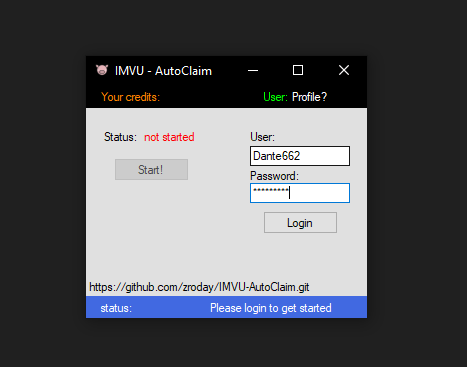 IMVU - AutoClaim
Your credits:
User: Profile?
Status: not started
User:
Start!
Dante662
Password:
*********
Login
https://github.com/zroday/IMVU-AutoClaim.git
status:
Please login to get started